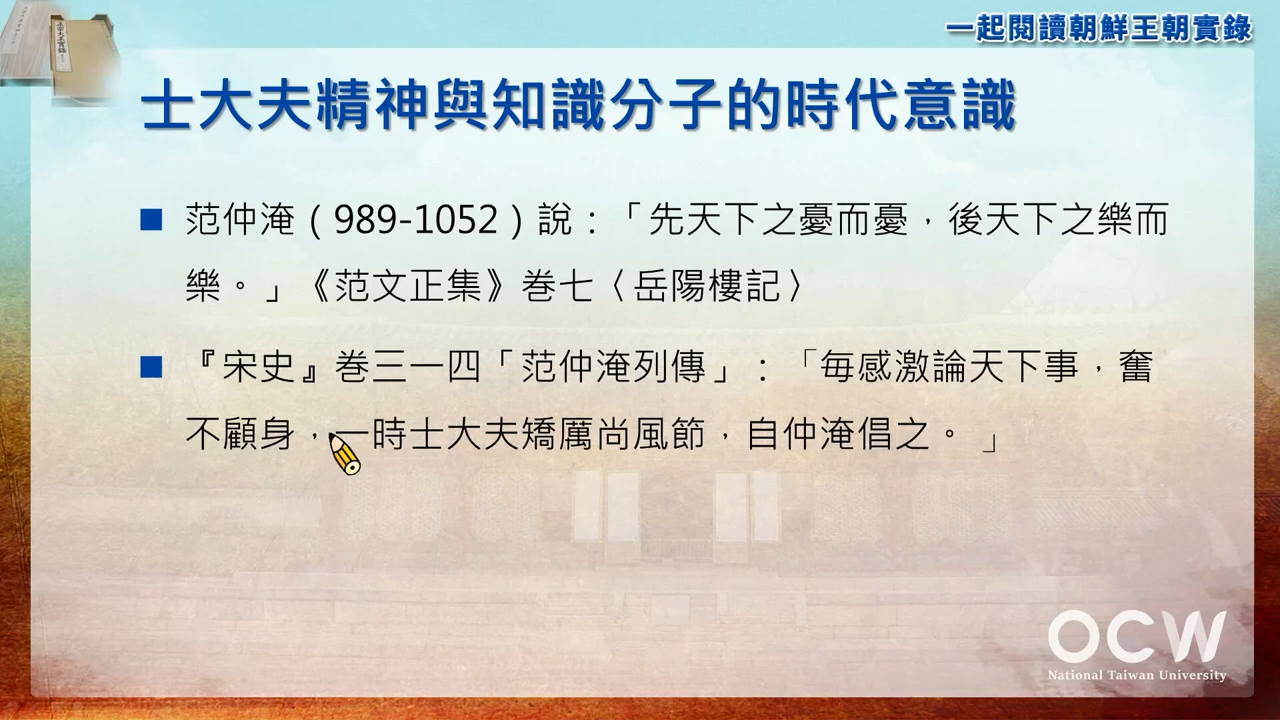 一起閱讀朝鮮王朝實錄
士大夫精神與知識分子的時代意識
范仲淹（989-1052）說：「先天下之憂而憂，後天下之樂而
樂。」《范文正集》卷七〈岳陽樓記〉
『宋史』卷三一四「范仲淹列傳」：「每感激論天下事，奮
不顧身，一時士大夫矯厲尚風節，自仲淹倡之。」
OCW
National Taiwan University